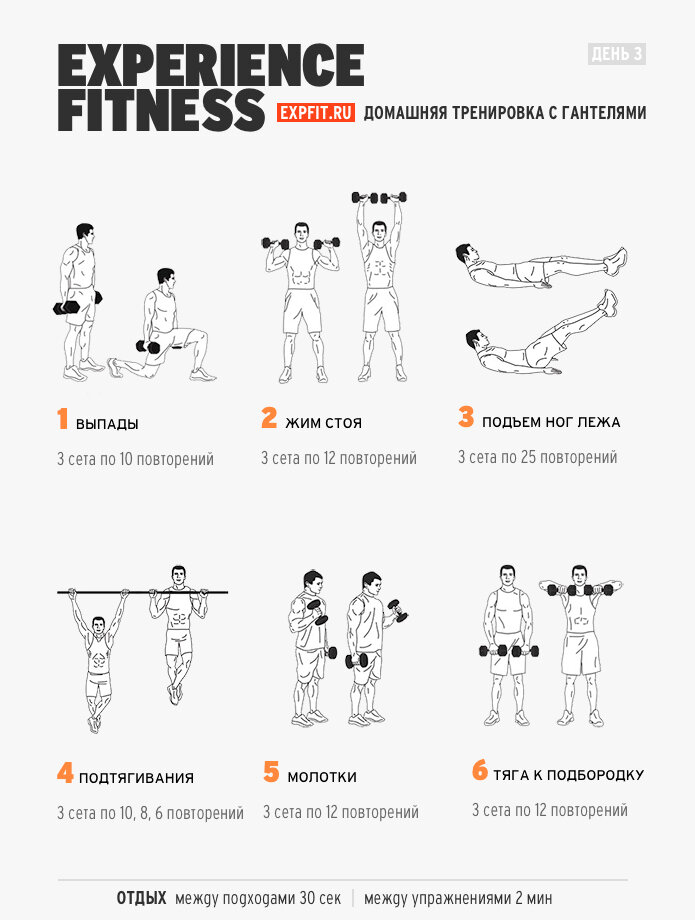 EXPERIENCE
FITNESS
EXPFIT.RU ДОМАШНЯЯ ТРЕНИРОВКА С ГАНТЕЛЯМИ
ДЕНЬ 3
1 ВЫПАДЫ
3 сета по 10 повторений
2 ЖИМ СТОЯ
3 сета по 12 повторений
3 ПОДЪЕМ НОГ ЛЕЖА
3 сета по 25 повторений
4 ПОДТЯГИВАНИЯ
3 сета по 10, 8, 6 повторений
5 МОЛОТКИ
3 сета по 12 повторений
6 ТЯГА К ПОДБОРОДКУ
3 сета по 12 повторений
ОТДЫХ между подходами 30 сек | между упражнениями 2 мин